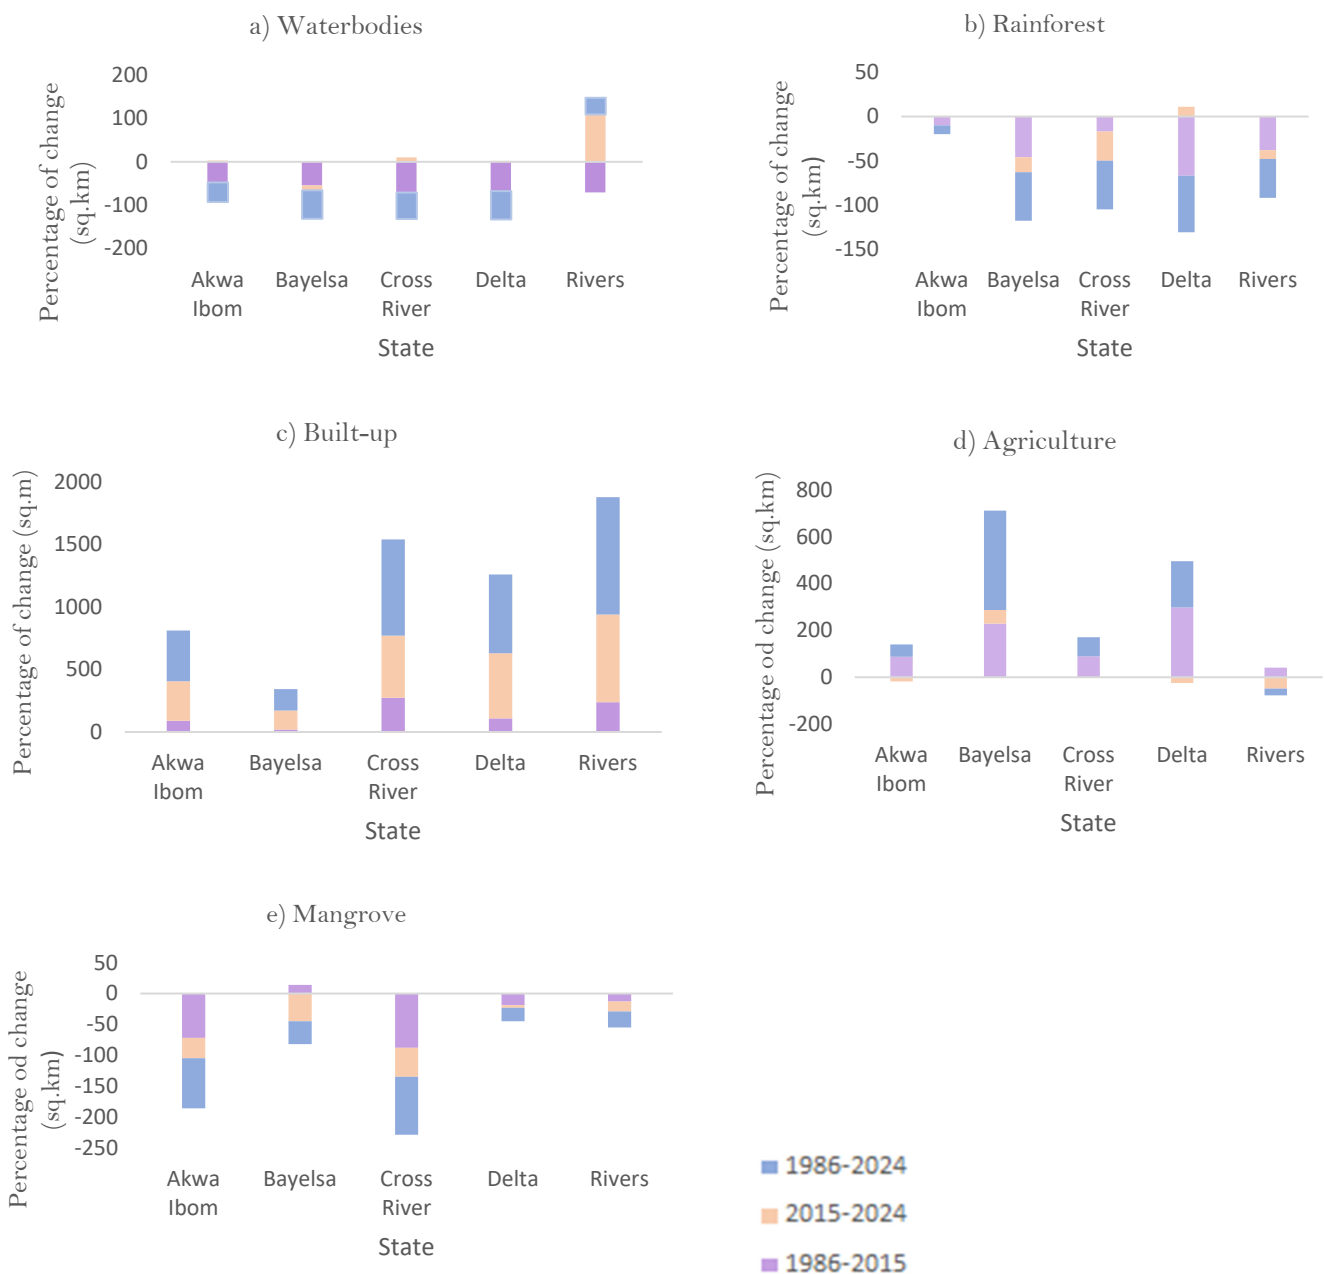 a) Waterbodies
Percentage of change
(sq.km)
200
100
0
-100
-200
Akwa
Ibom
Bayelsa
Cross
River
Delta
Rivers
State
b) Rainforest
Percentage of change
(sq.km)
50
0
-50
-100
-150
Akwa
Ibom
Bayelsa
Cross
River
Delta
Rivers
State
c) Built-up
Percentage of change (sq.m)
2000
1500
1000
500
0
Akwa
Ibom
Bayelsa
Cross
River
Delta
Rivers
State
d) Agriculture
Percentage od change (sq.km)
800
600
400
200
0
-200
Akwa
Ibom
Bayelsa
Cross
River
Delta
Rivers
State
e) Mangrove
Percentage od change
(sq.km)
50
0
-50
-100
-150
-200
-250
Akwa
Ibom
Bayelsa
Cross
River
Delta
Rivers
State
1986-2024
2015-2024
1986-2015